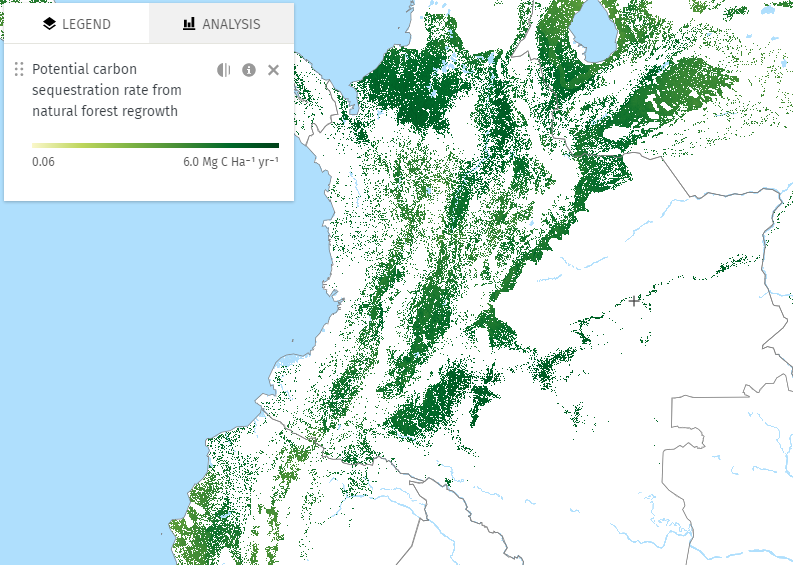 LEGEND
ANALYSIS
Potential carbon
sequestration rate from
natural forest regrowth
0.06
6.0 Mg C Ha⁻¹ yr⁻¹